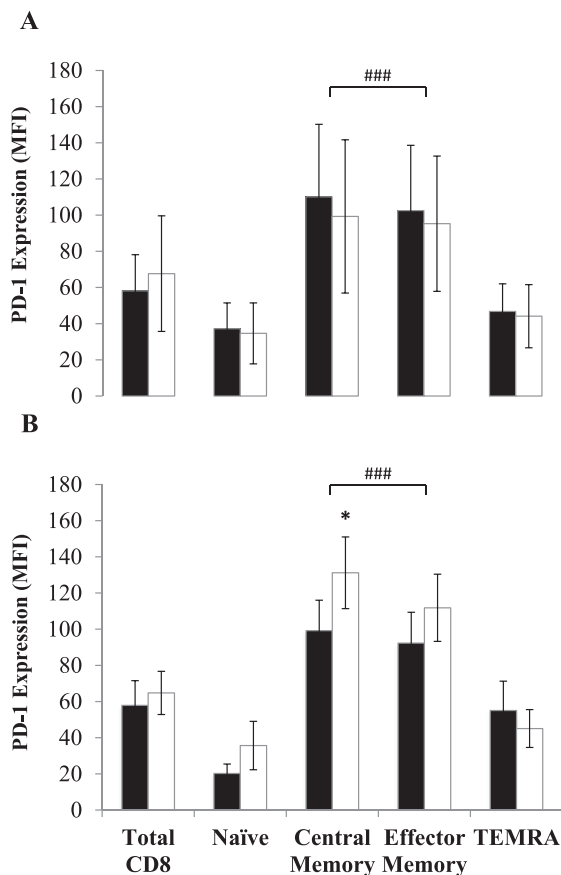 A
PD-1 Expression (MFI)
180
160
140
120
100
80
60
40
20
0
###
B
PD-1 Expression (MFI)
180
160
140
120
100
80
60
40
20
0
###
*
Total CD8
Naïve
Central Memory
Effector Memory
TEMRA